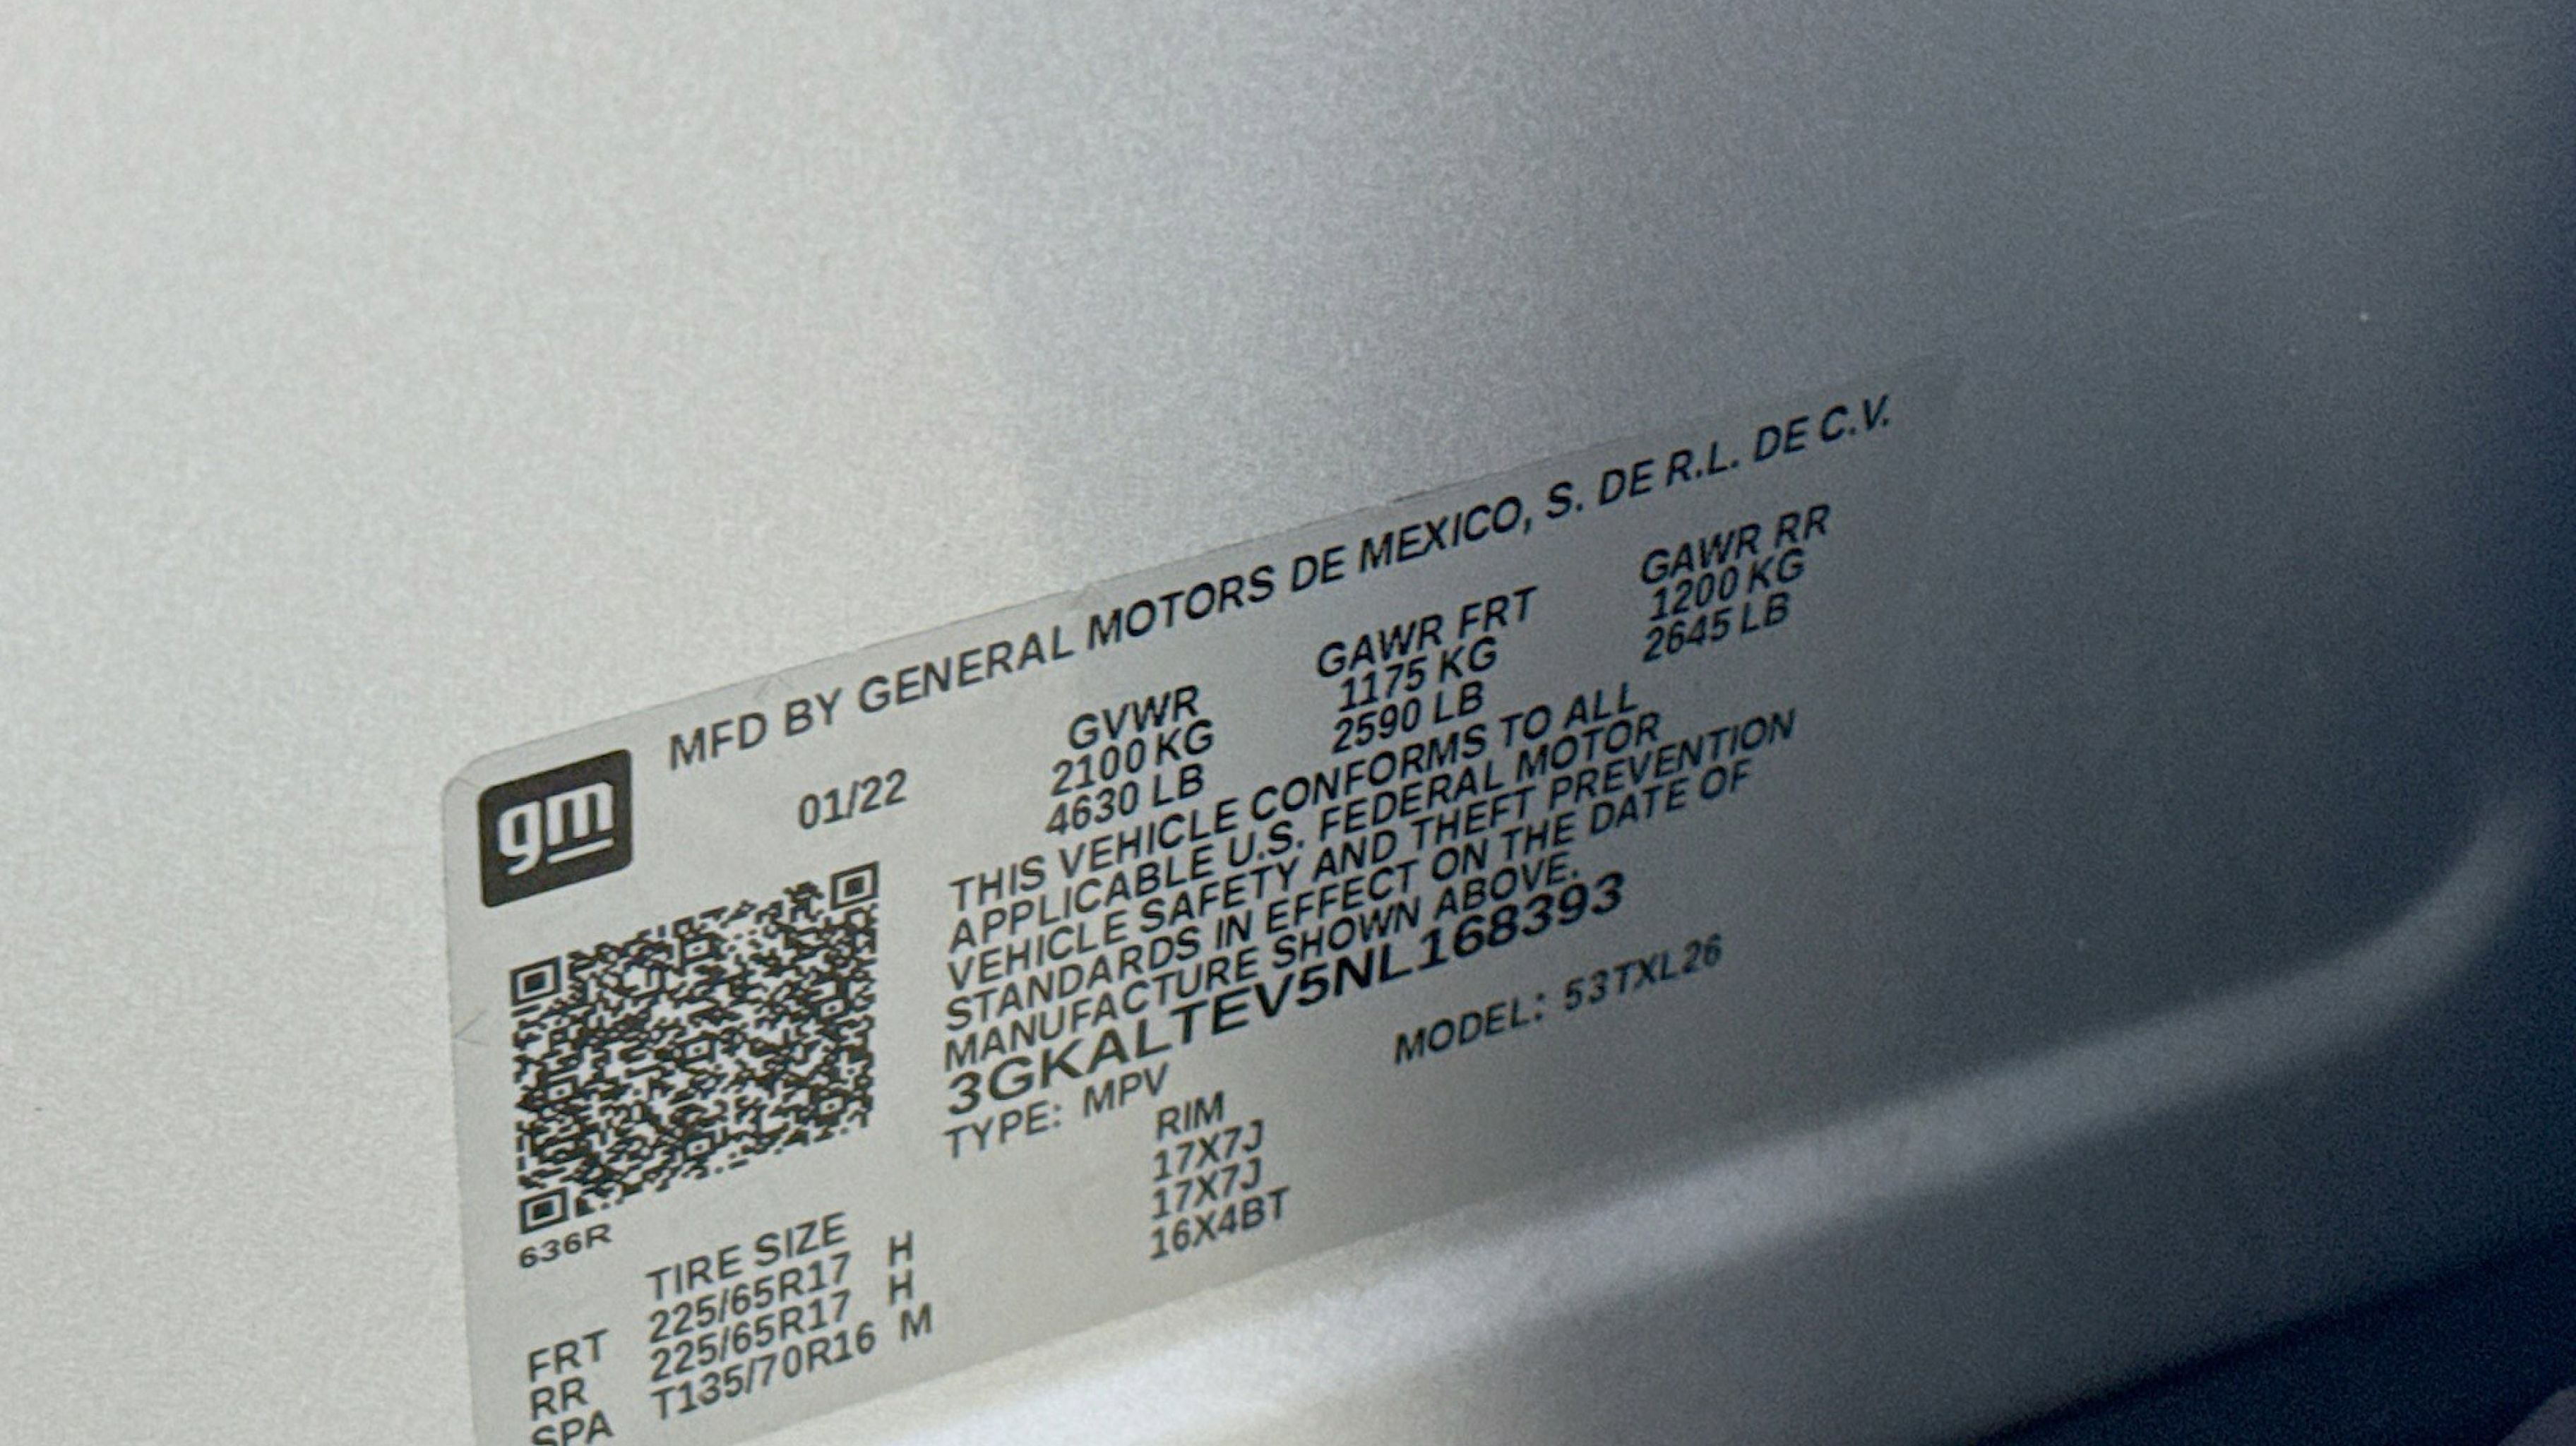 gm
MFD BY GENERAL MOTORS DE MEXICO, S. DE R.L. DE C.V.
01/22
GVWR GAWR FRT GAWR RR
2100 KG 1175 KG 1200 KG
4630 LB 2590 LB 2645 LB
THIS VEHICLE CONFORMS TO ALL
APPLICABLE U.S. FEDERAL MOTOR
VEHICLE SAFETY AND THEFT PREVENTION
STANDARDS IN EFFECT ON THE DATE OF
MANUFACTURE SHOWN ABOVE.
3GKALTEV5NL168393
TYPE: MPV MODEL: 53TXL26
636R
TIRE SIZE RIM
FRT 225/65R17 H 17X7J
RR 225/65R17 H 17X7J
SPA T135/70R16 M 16X4BT